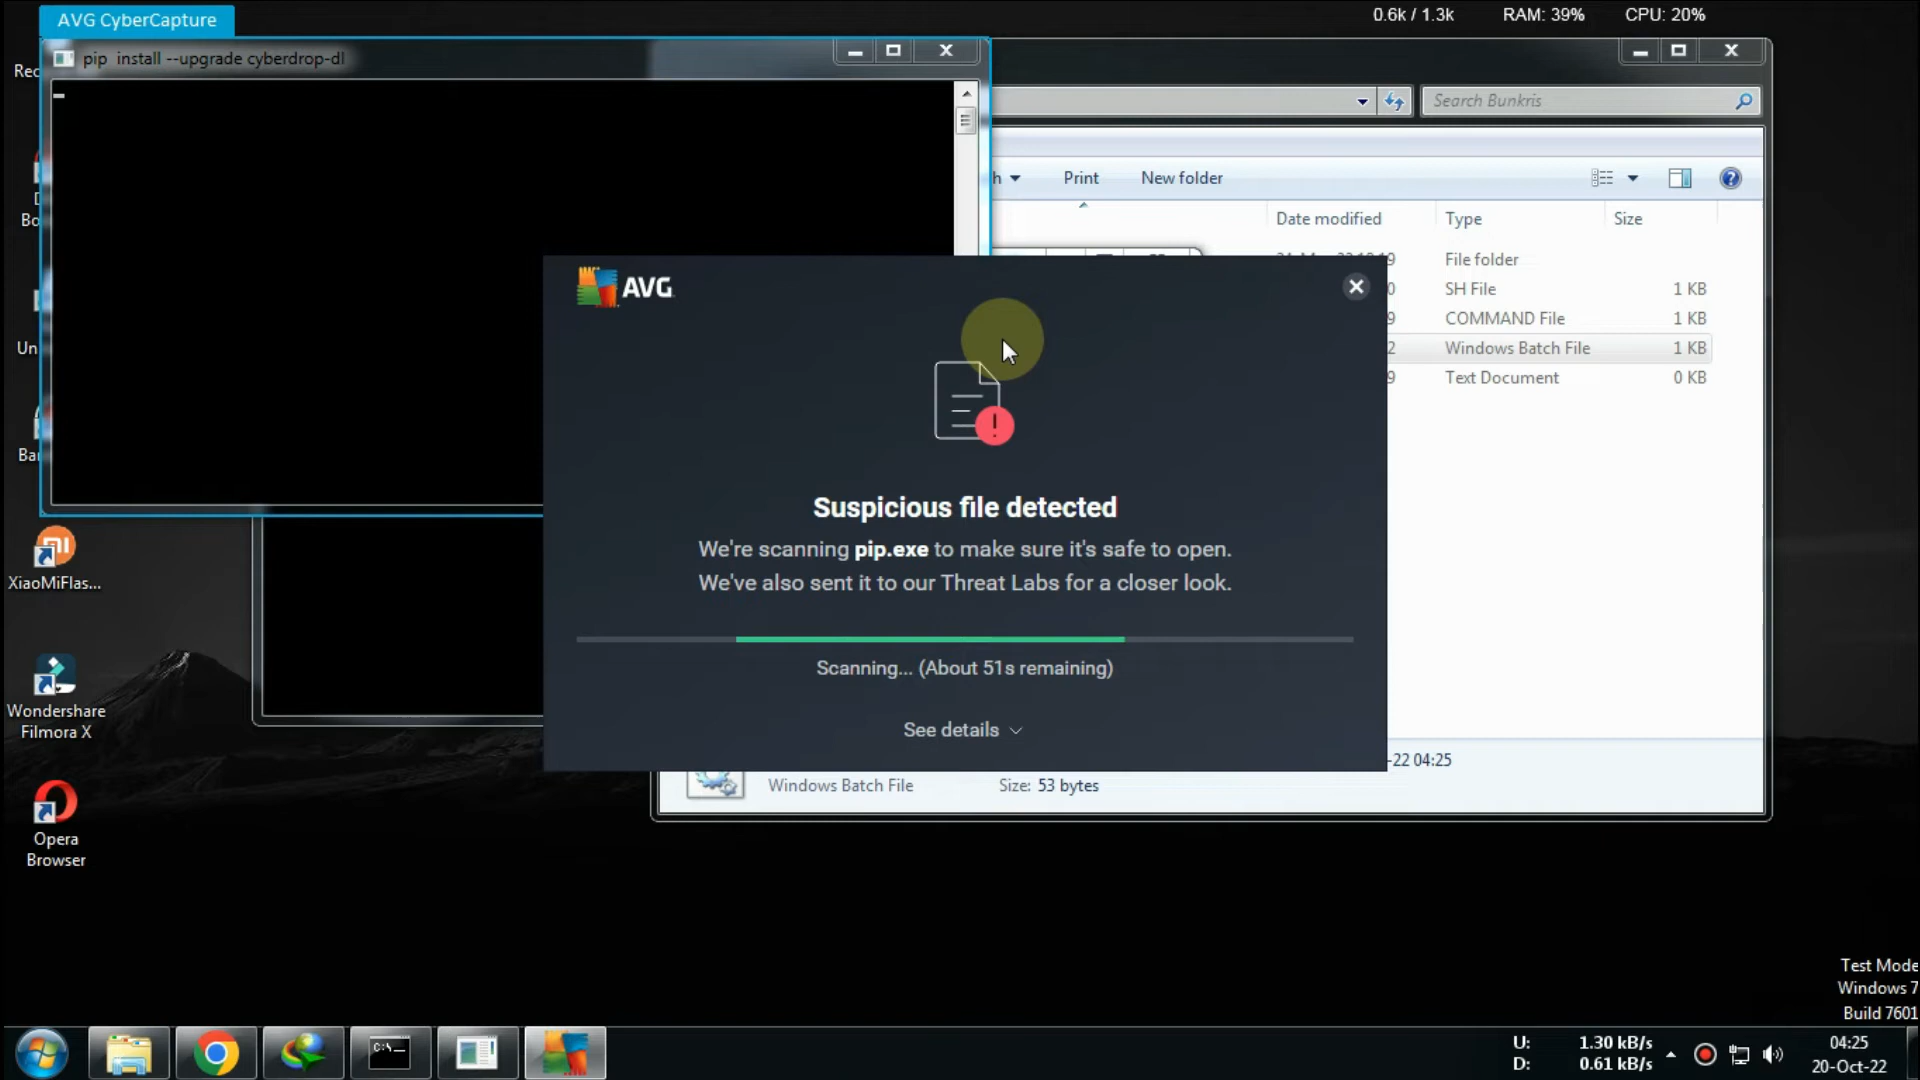 AVG CyberCapture
0.6k / 1.3k RAM: 39% CPU: 20%
pip install --upgrade cyberdrop-dl
Rec
Search Bunkris
h Print New folder
Date modified Type Size
Bo
File folder
SH File 1 KB
COMMAND File 1 KB
Windows Batch File 1 KB
Text Document 0 KB
Un
Bar
AVG
Suspicious file detected
We're scanning pip.exe to make sure it's safe to open.
We've also sent it to our Threat Labs for a closer look.
Scanning... (About 51s remaining)
See details
-22 04:25
Windows Batch File Size: 53 bytes
XiaoMiFlas...
Wondershare
Filmora X
Opera
Browser
Test Mode
Windows 7
Build 7601
C:\
U: 1.30 kB/s
D: 0.61 kB/s
04:25
20-Oct-22